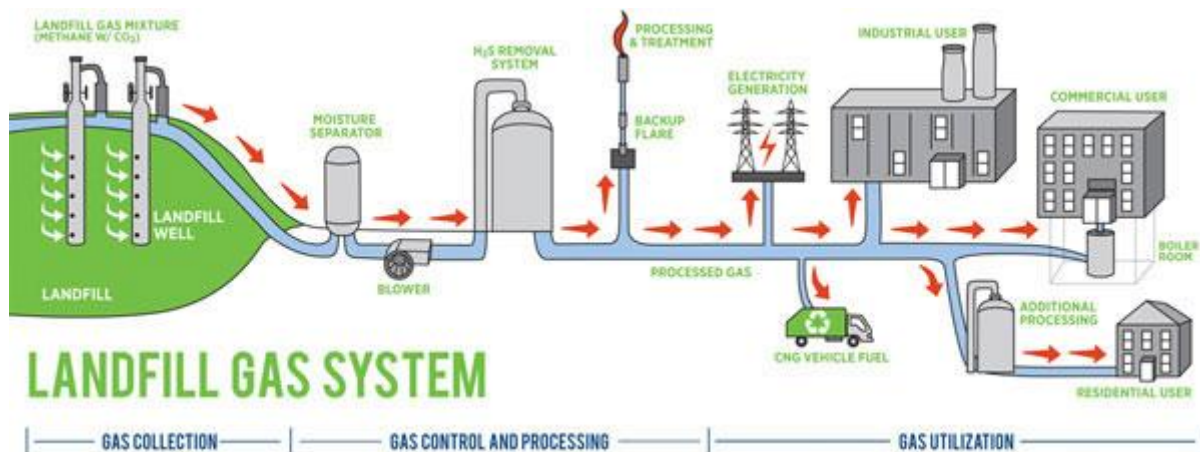 LANDFILL GAS MIXTURE
(METHANE W/ CO₂)
MOISTURE
SEPARATOR
H₂S REMOVAL
SYSTEM
PROCESSING
& TREATMENT
BACKUP
FLARE
ELECTRICITY
GENERATION
INDUSTRIAL USER
COMMERCIAL USER
LANDFILL
WELL
LANDFILL
BLOWER
PROCESSED GAS
BOILER
ROOM
CNG VEHICLE FUEL
ADDITIONAL
PROCESSING
RESIDENTIAL USER
LANDFILL GAS SYSTEM
GAS COLLECTION
GAS CONTROL AND PROCESSING
GAS UTILIZATION